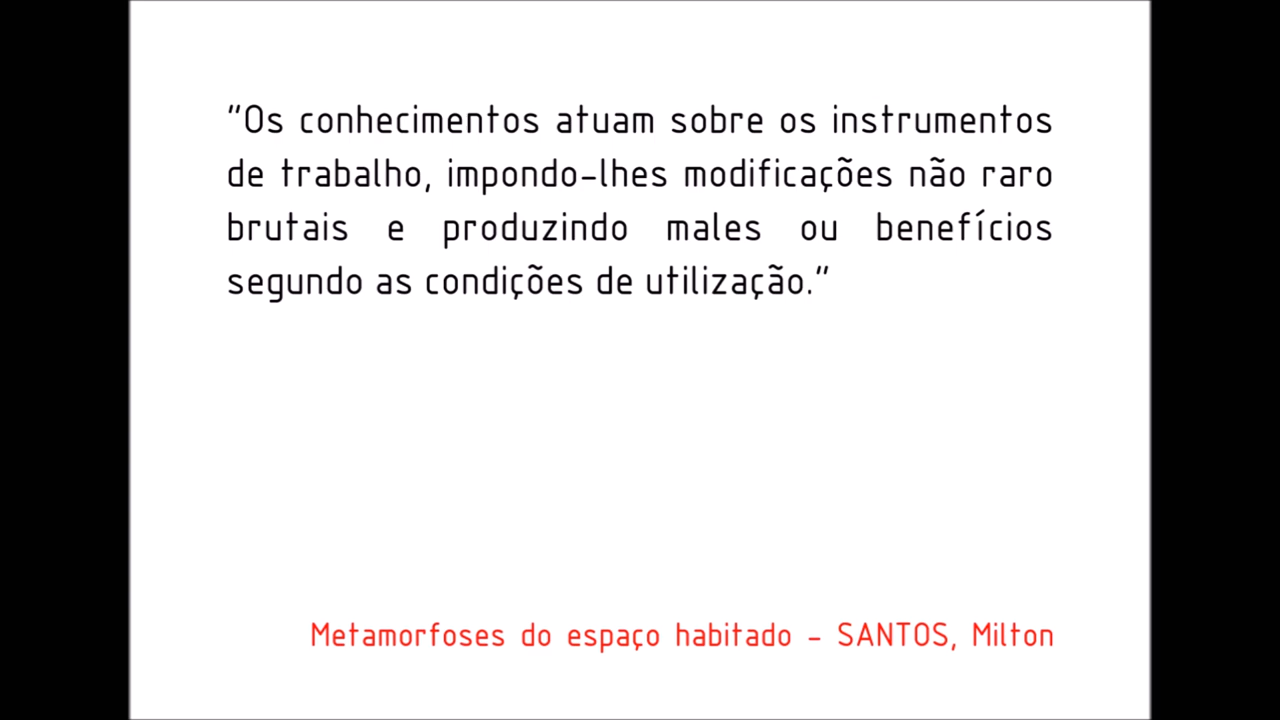 "Os conhecimentos atuam sobre os instrumentos
de trabalho, impondo-lhes modificações não raro
brutais e produzindo males ou benefícios
segundo as condições de utilização."
Metamorfoses do espaço habitado - SANTOS, Milton